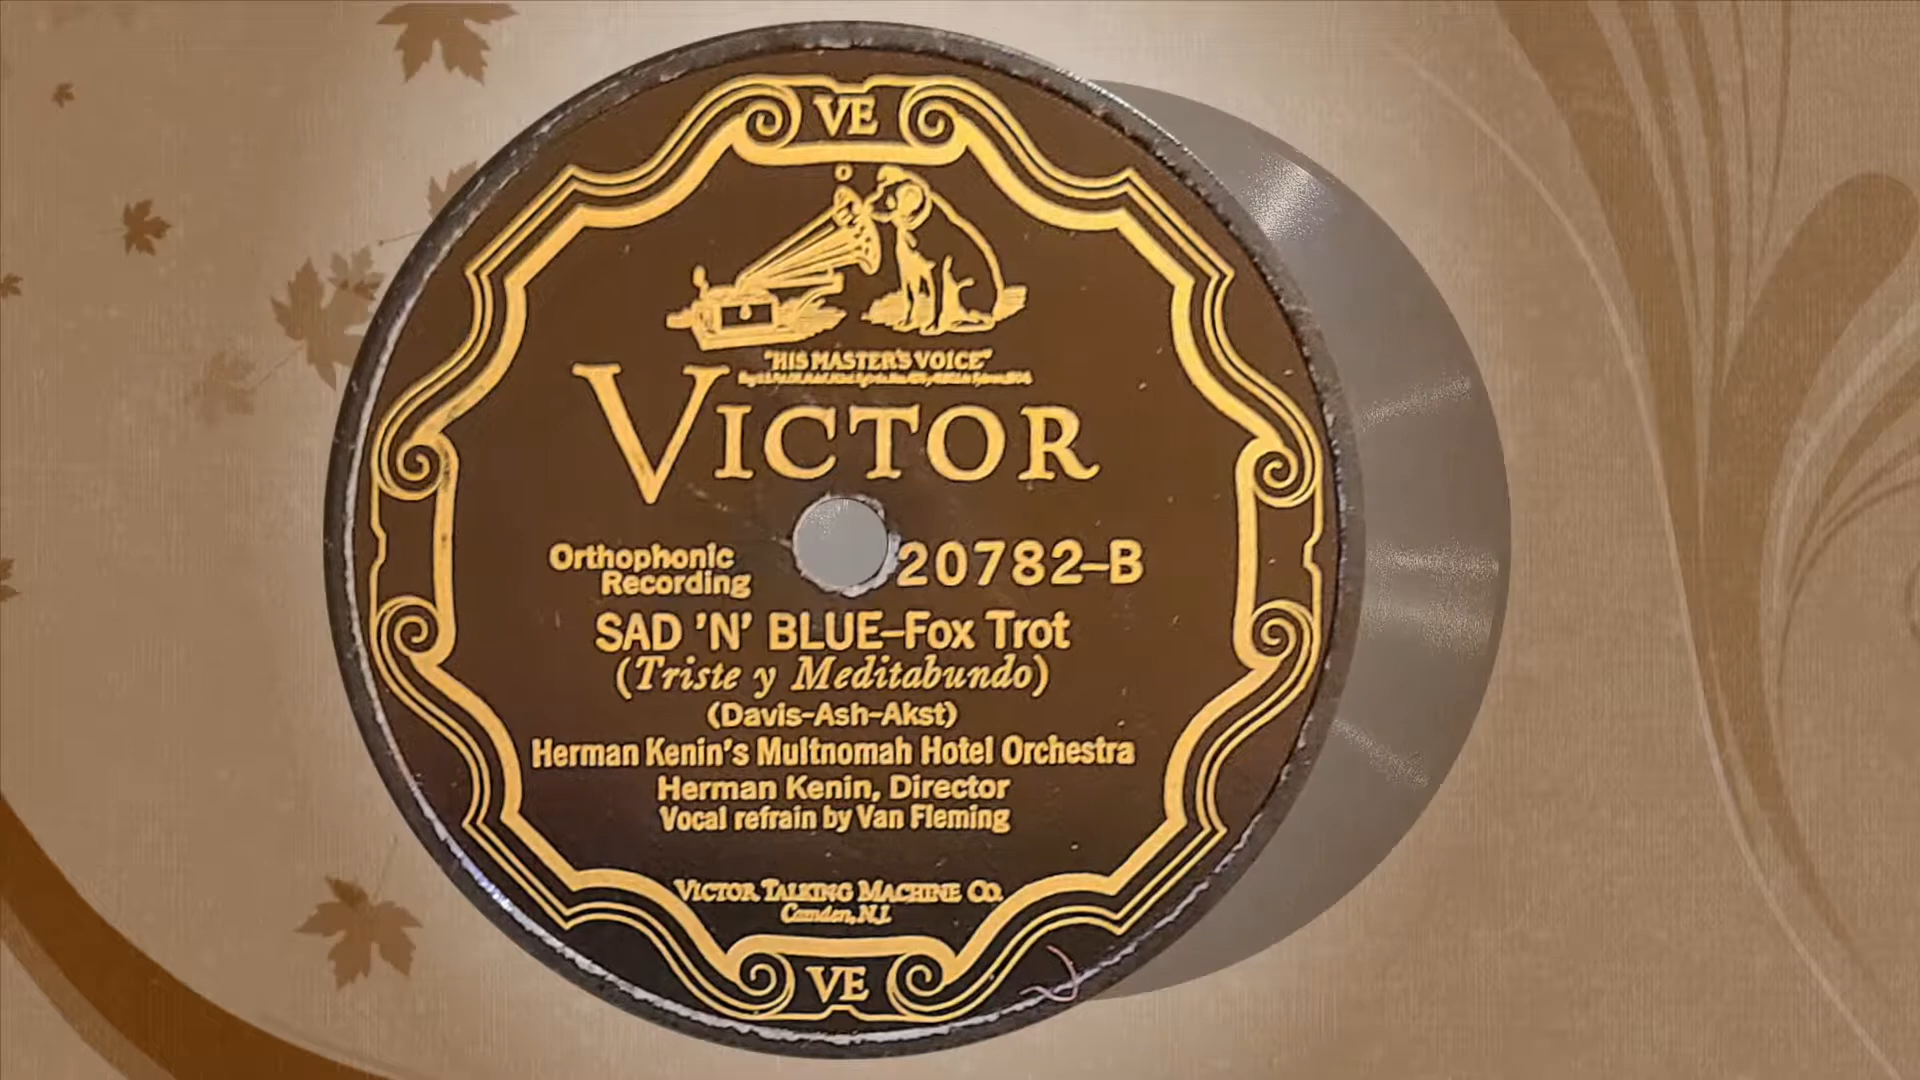 VE
"HIS MASTER'S VOICE"
VICTOR
Orthophonic
Recording
20782-B
SAD 'N' BLUE-Fox Trot
(Triste y Meditabundo)
(Davis-Ash-Akst)
Herman Kenin's Multnomah Hotel Orchestra
Herman Kenin, Director
Vocal refrain by Van Fleming
VICTOR TALKING MACHINE CO.
Camden, N.J.
VE